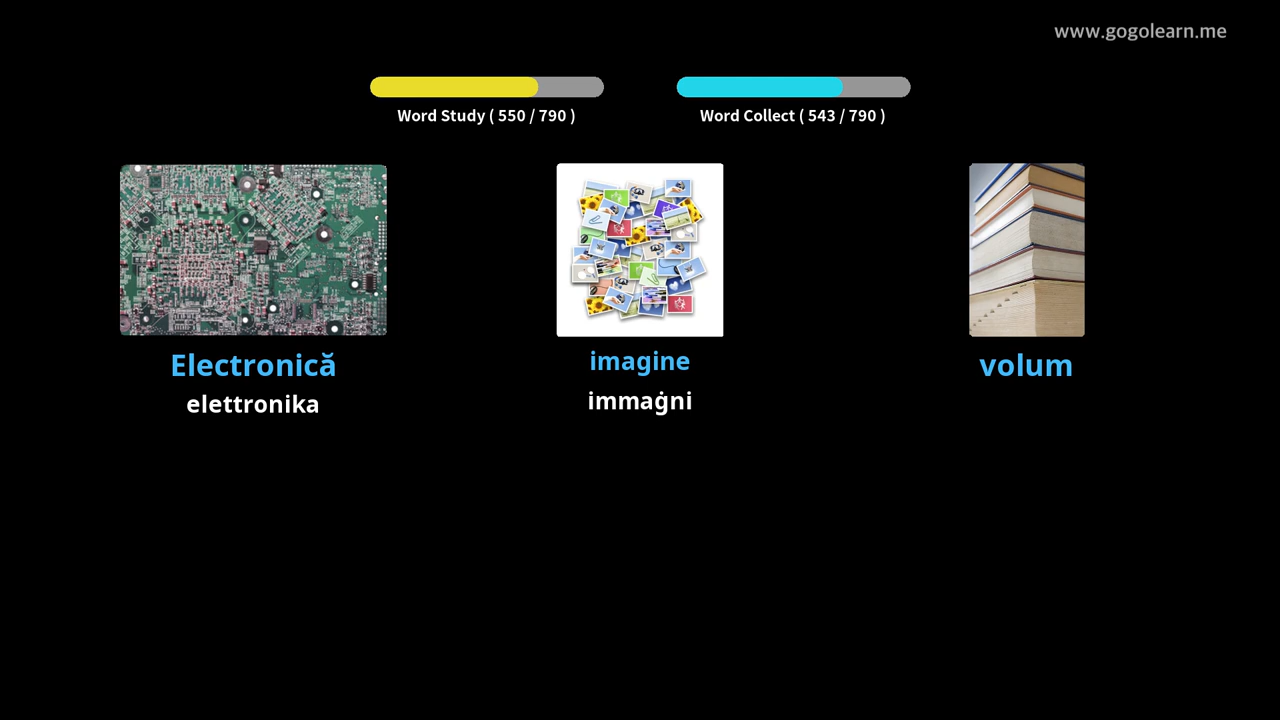 www.gogolearn.me
Word Study ( 550 / 790 )
Word Collect ( 543 / 790 )
Electronică
elettronika
imagine
immaġni
volum